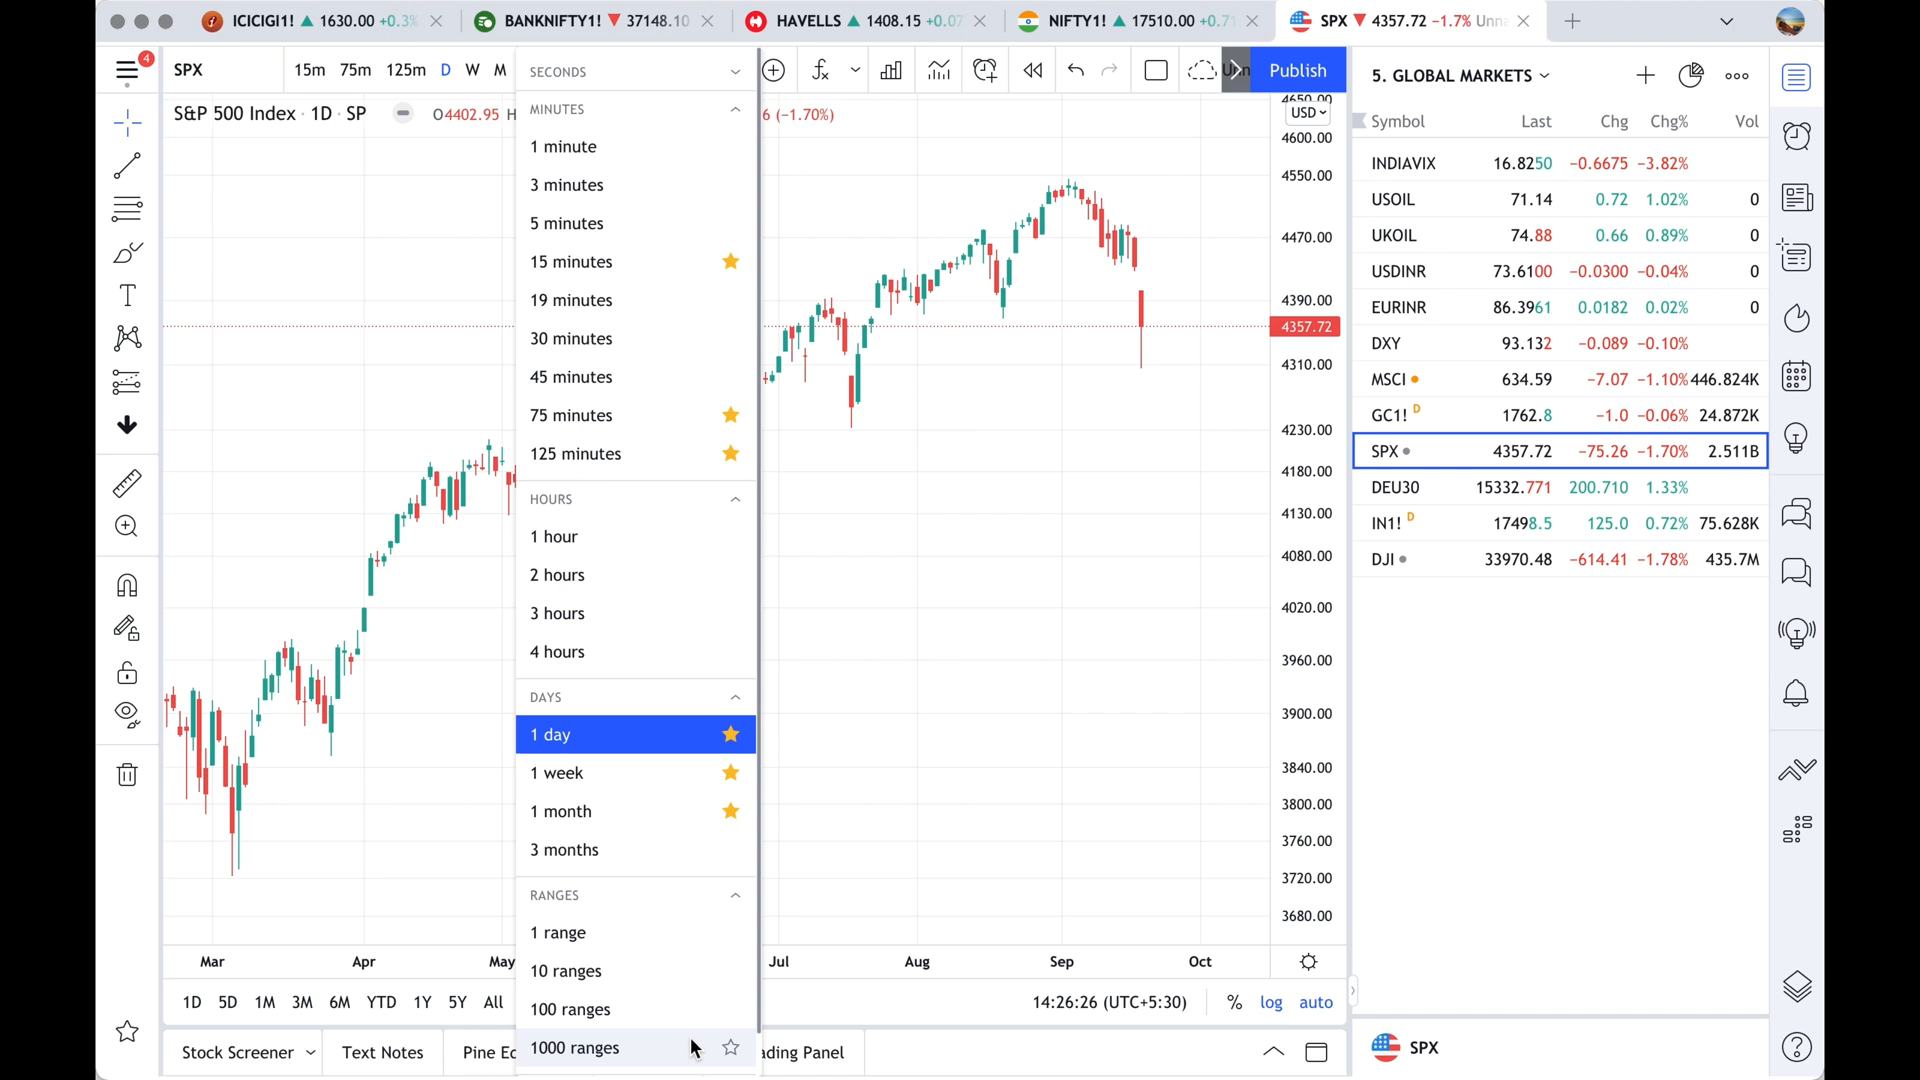 ICICIGI1! ▲ 1630.00 +0.3%
BANKNIFTY1! ▼ 37148.10
HAVELLS ▲ 1408.15 +0.07
NIFTY1! ▲ 17510.00 +0.71
SPX ▼ 4357.72 −1.7% Unna
4
SPX
15m 75m 125m D W M
Publish
S&P 500 Index · 1D · SP
O4402.95 H
6 (−1.70%)
USD
SECONDS
MINUTES
1 minute
3 minutes
5 minutes
15 minutes
19 minutes
30 minutes
45 minutes
75 minutes
125 minutes
HOURS
1 hour
2 hours
3 hours
4 hours
DAYS
1 day
1 week
1 month
3 months
RANGES
1 range
10 ranges
100 ranges
1000 ranges
4650.00
4600.00
4550.00
4470.00
4390.00
4357.72
4310.00
4230.00
4180.00
4130.00
4080.00
4020.00
3960.00
3900.00
3840.00
3800.00
3760.00
3720.00
3680.00
Mar Apr May Jul Aug Sep Oct
1D 5D 1M 3M 6M YTD 1Y 5Y All
14:26:26 (UTC+5:30) % log auto
Stock Screener Text Notes Pine Ed ading Panel
5. GLOBAL MARKETS
Symbol Last Chg Chg% Vol
INDIAVIX 16.8250 −0.6675 −3.82%
USOIL 71.14 0.72 1.02% 0
UKOIL 74.88 0.66 0.89% 0
USDINR 73.6100 −0.0300 −0.04% 0
EURINR 86.3961 0.0182 0.02% 0
DXY 93.132 −0.089 −0.10%
MSCI 634.59 −7.07 −1.10% 446.824K
GC1! D 1762.8 −1.0 −0.06% 24.872K
SPX 4357.72 −75.26 −1.70% 2.511B
DEU30 15332.771 200.710 1.33%
IN1! D 17498.5 125.0 0.72% 75.628K
DJI 33970.48 −614.41 −1.78% 435.7M
SPX